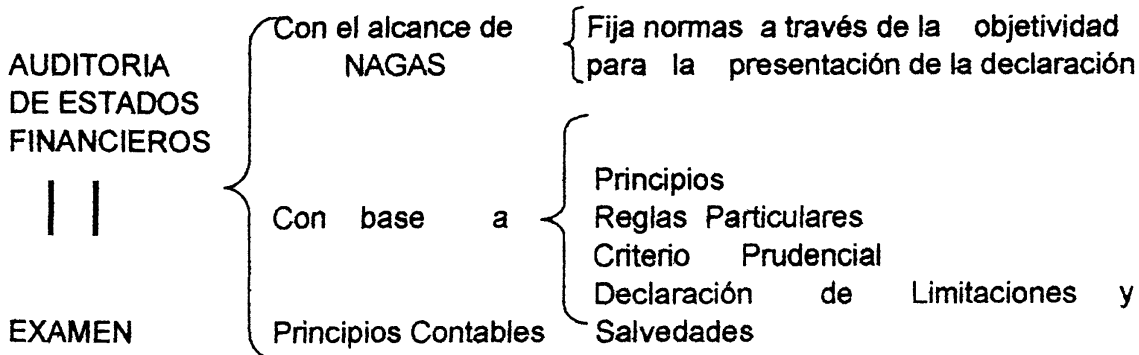 AUDITORIA
DE ESTADOS
FINANCIEROS
EXAMEN
Con el alcance de
NAGAS
Fija normas a través de la objetividad
para la presentación de la declaración
Con base a
Principios Contables
Principios
Reglas Particulares
Criterio Prudencial
Declaración de Limitaciones y
Salvedades